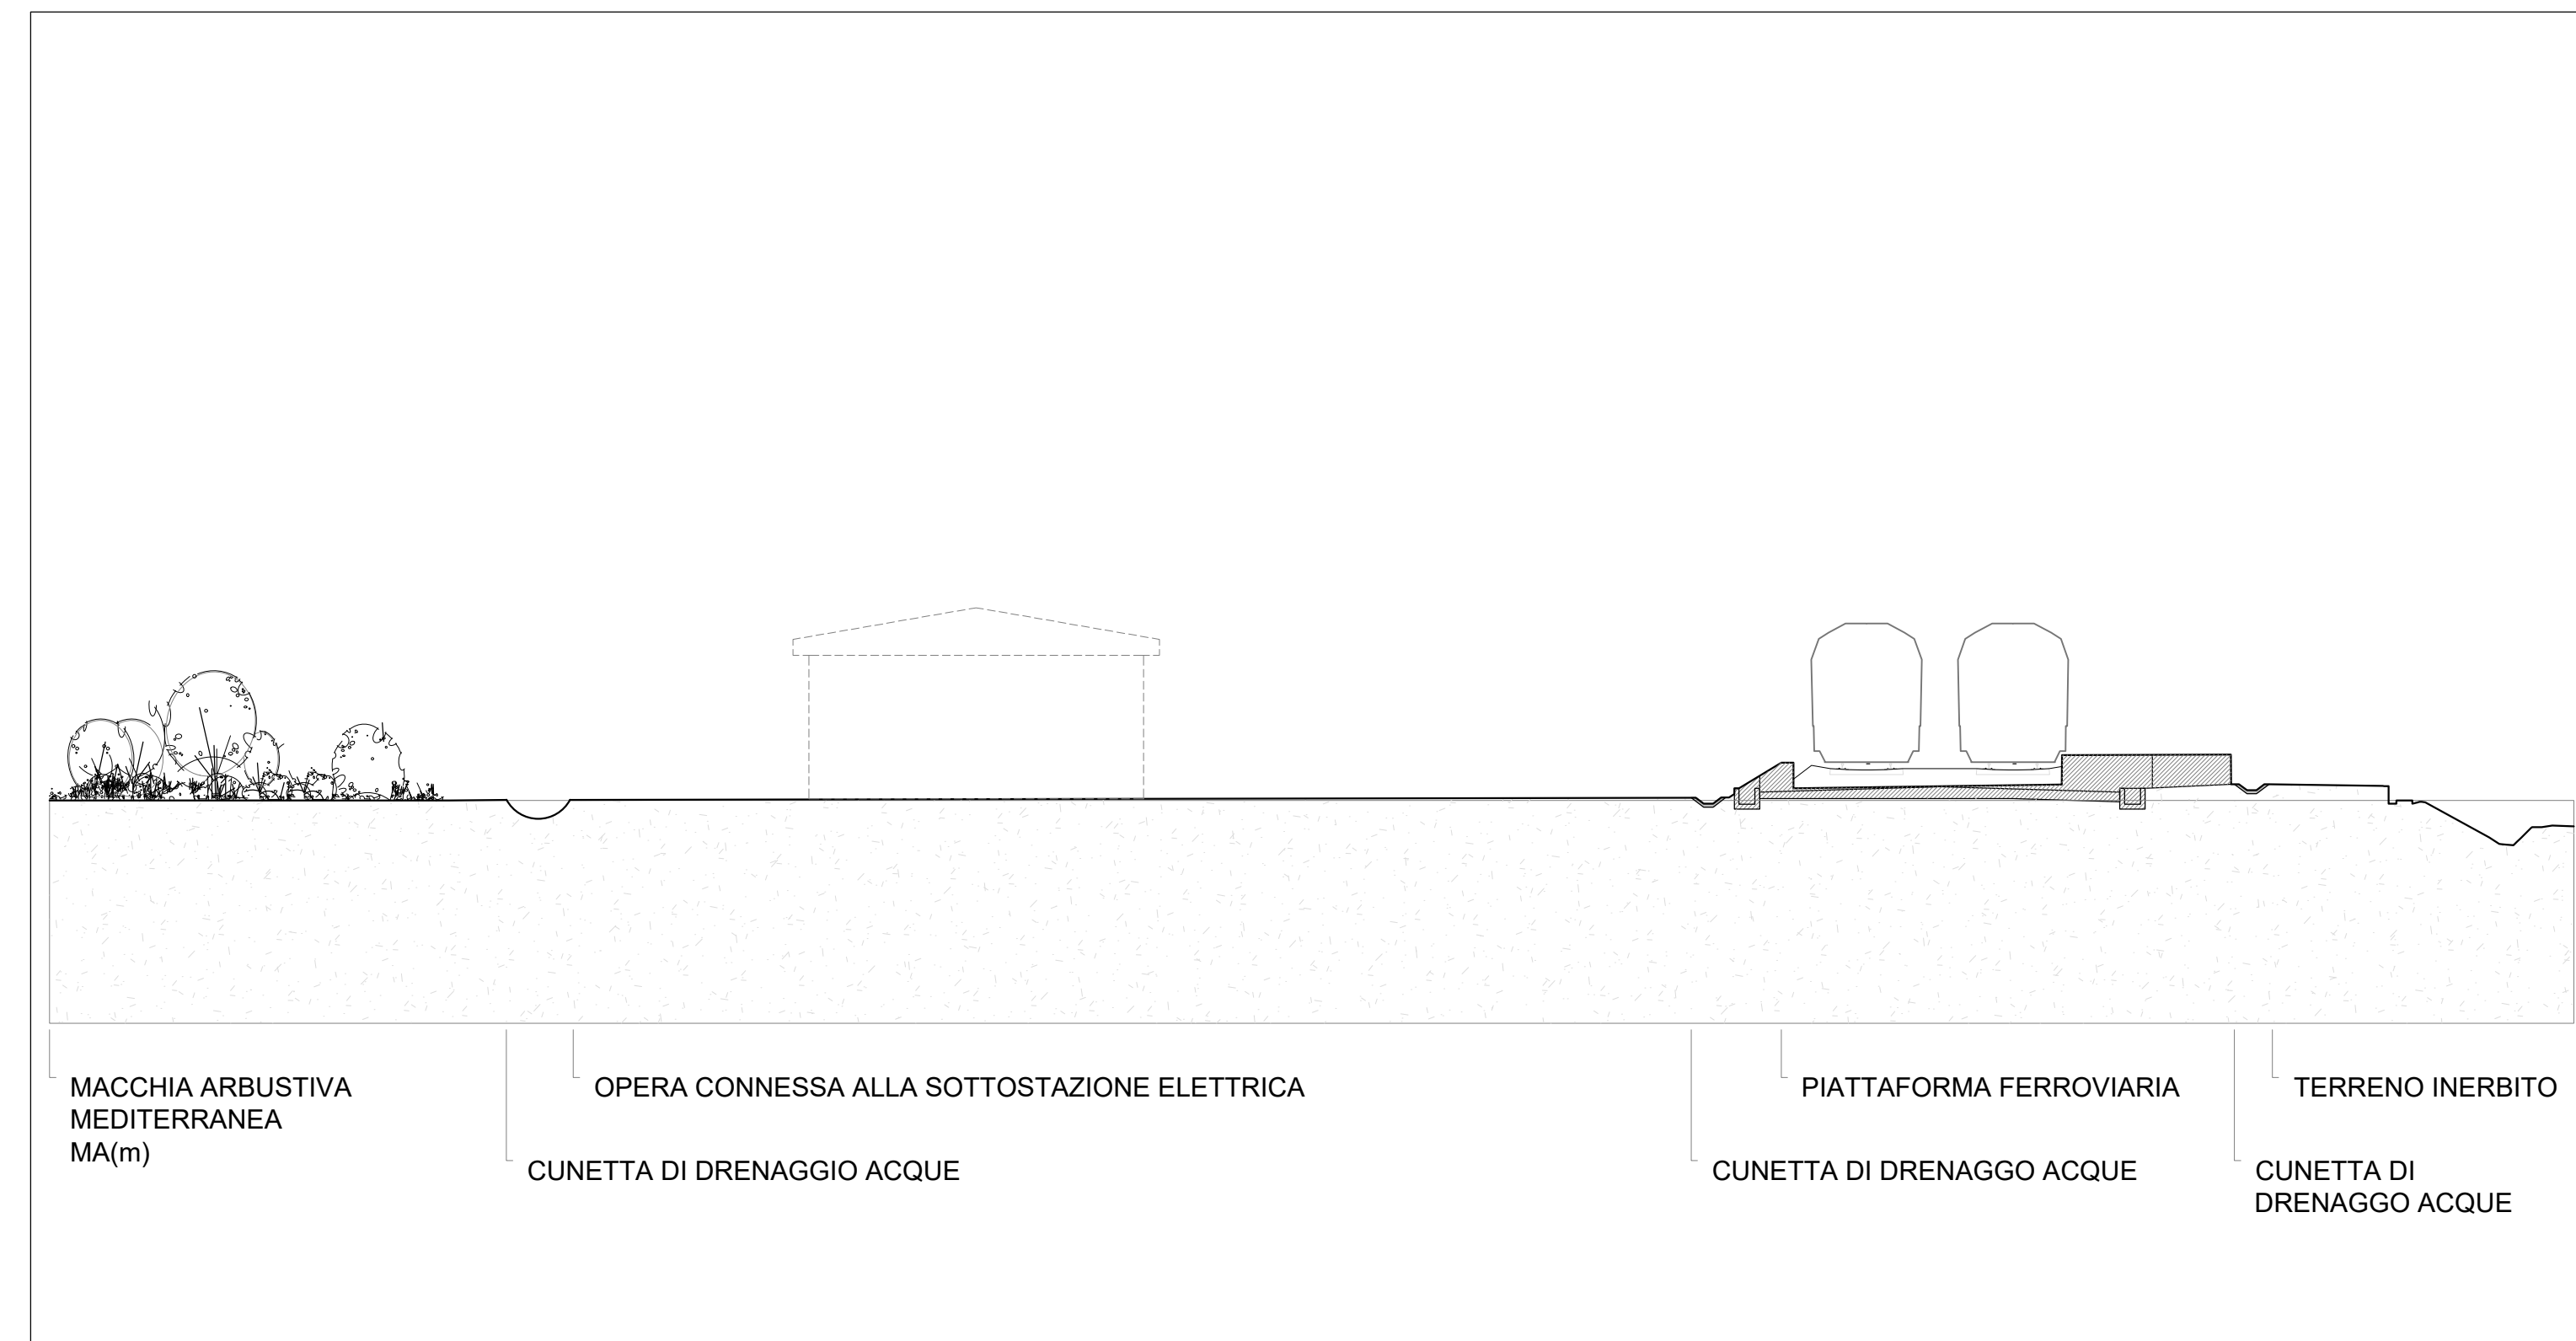 MACCHIA ARBUSTIVA
MEDITERRANEA
MA(m)
CUNETTA DI DRENAGGIO ACQUE
OPERA CONNESSA ALLA SOTTOSTAZIONE ELETTRICA
CUNETTA DI DRENAGGO ACQUE
PIATTAFORMA FERROVIARIA
CUNETTA DI
DRENAGGO ACQUE
TERRENO INERBITO